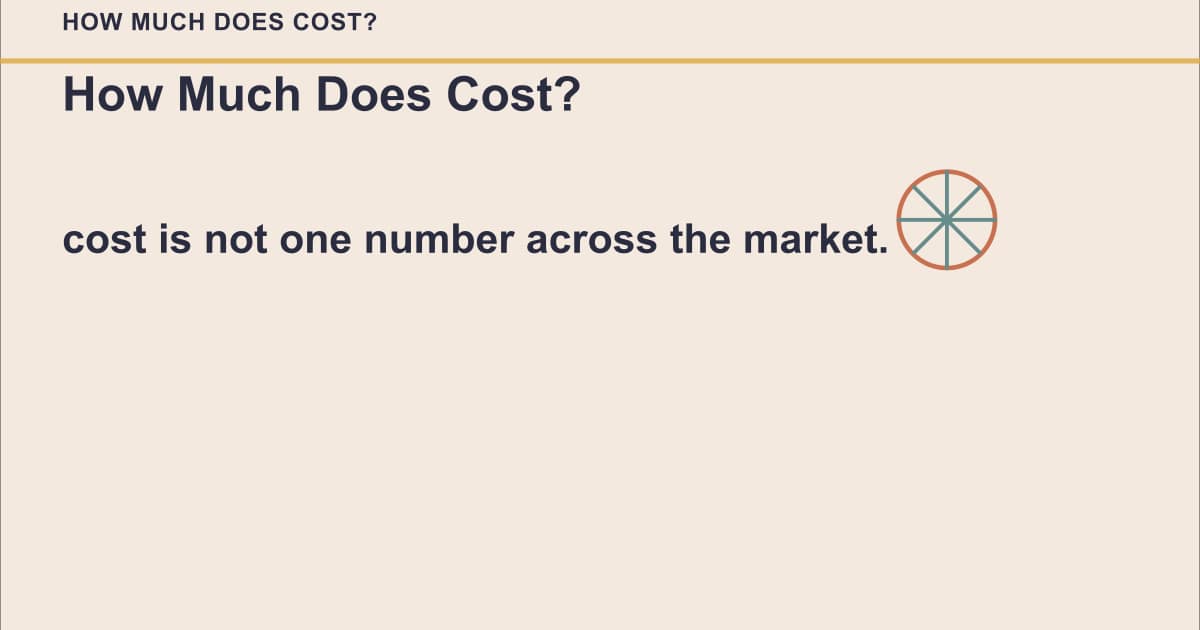 HOW MUCH DOES COST?
How Much Does Cost?
cost is not one number across the market.